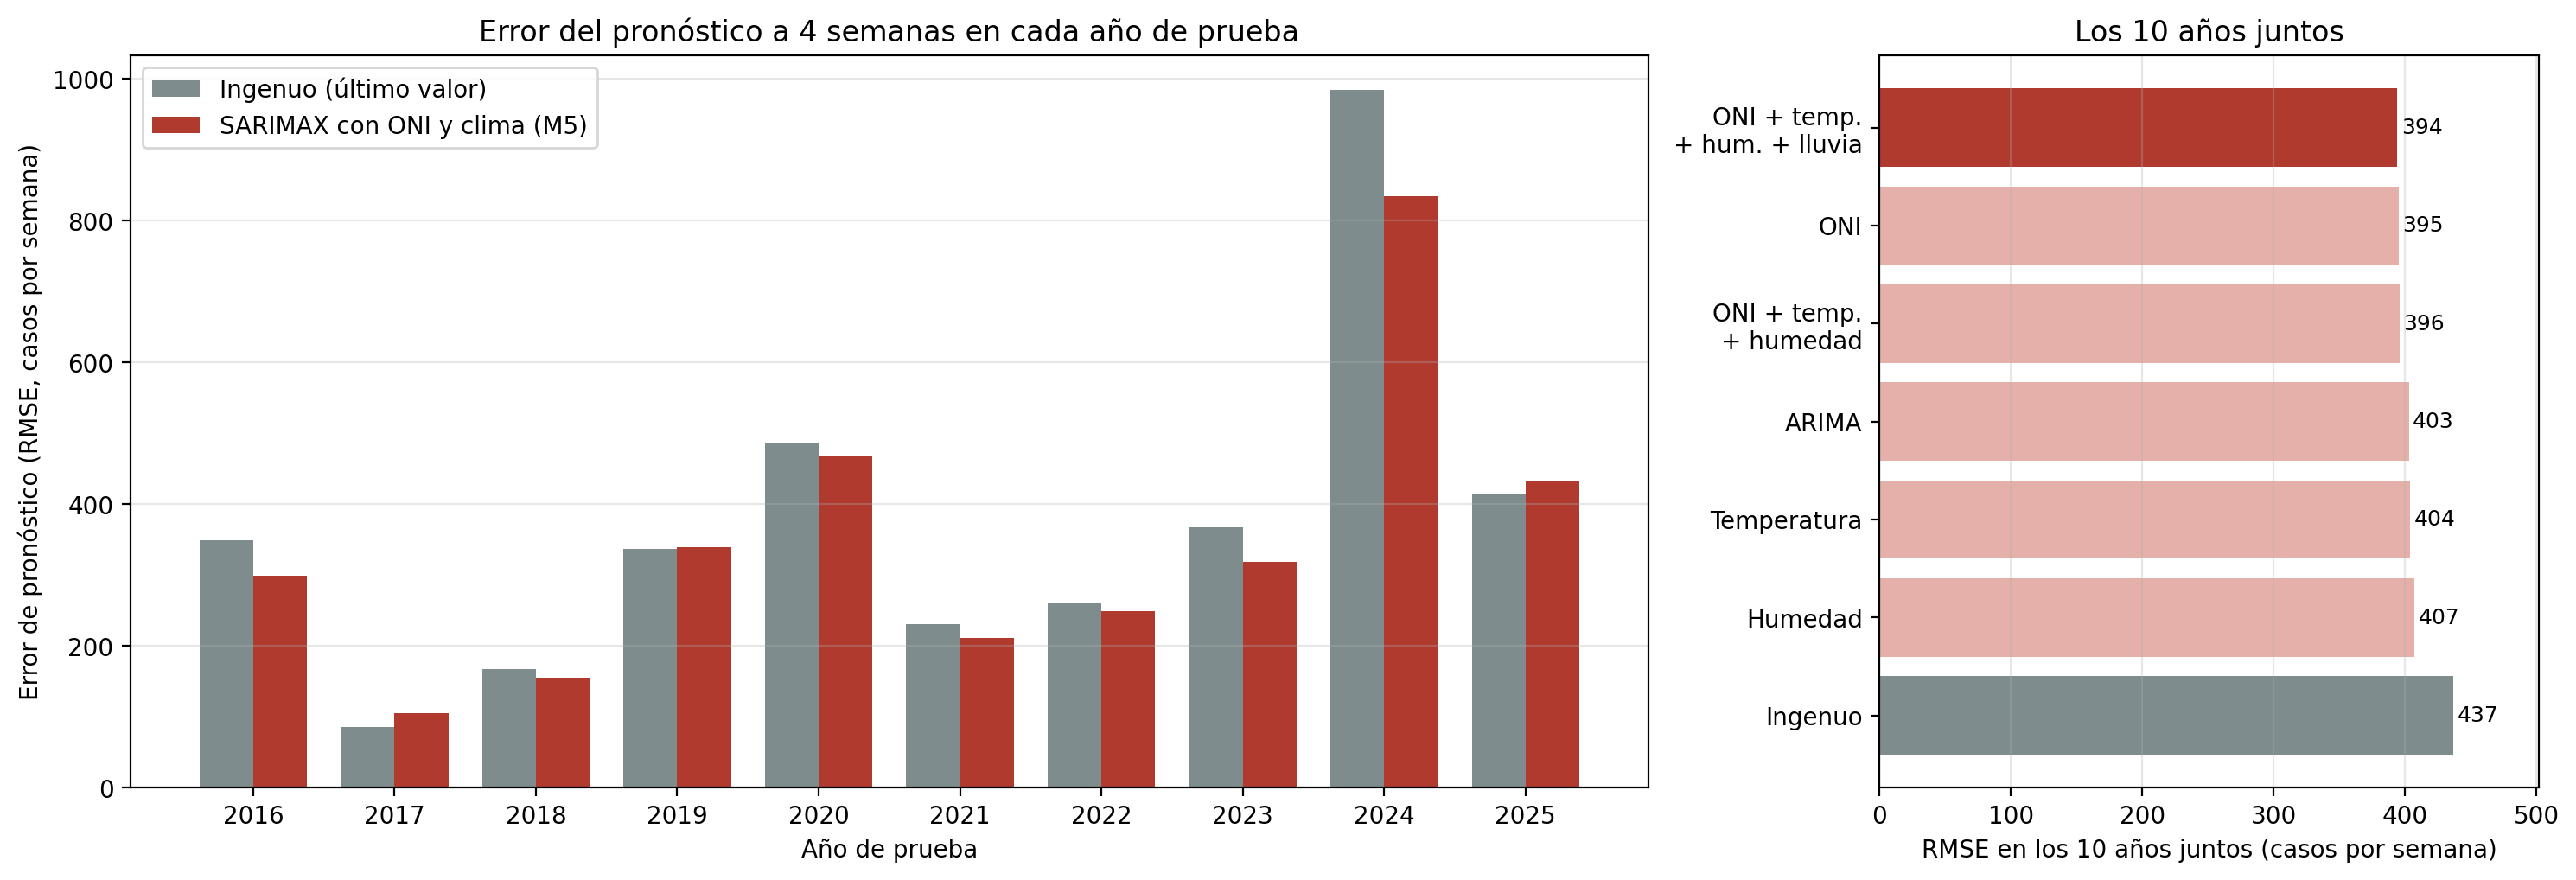 Error del pronóstico a 4 semanas en cada año de prueba
Ingenuo (último valor)
SARIMAX con ONI y clima (M5)
Error de pronóstico (RMSE, casos por semana)
1000
800
600
400
200
0
2016 2017 2018 2019 2020 2021 2022 2023 2024 2025
Año de prueba
Los 10 años juntos
ONI + temp.
+ hum. + lluvia
394
ONI
395
ONI + temp.
+ humedad
396
ARIMA
403
Temperatura
404
Humedad
407
Ingenuo
437
0 100 200 300 400 500
RMSE en los 10 años juntos (casos por semana)